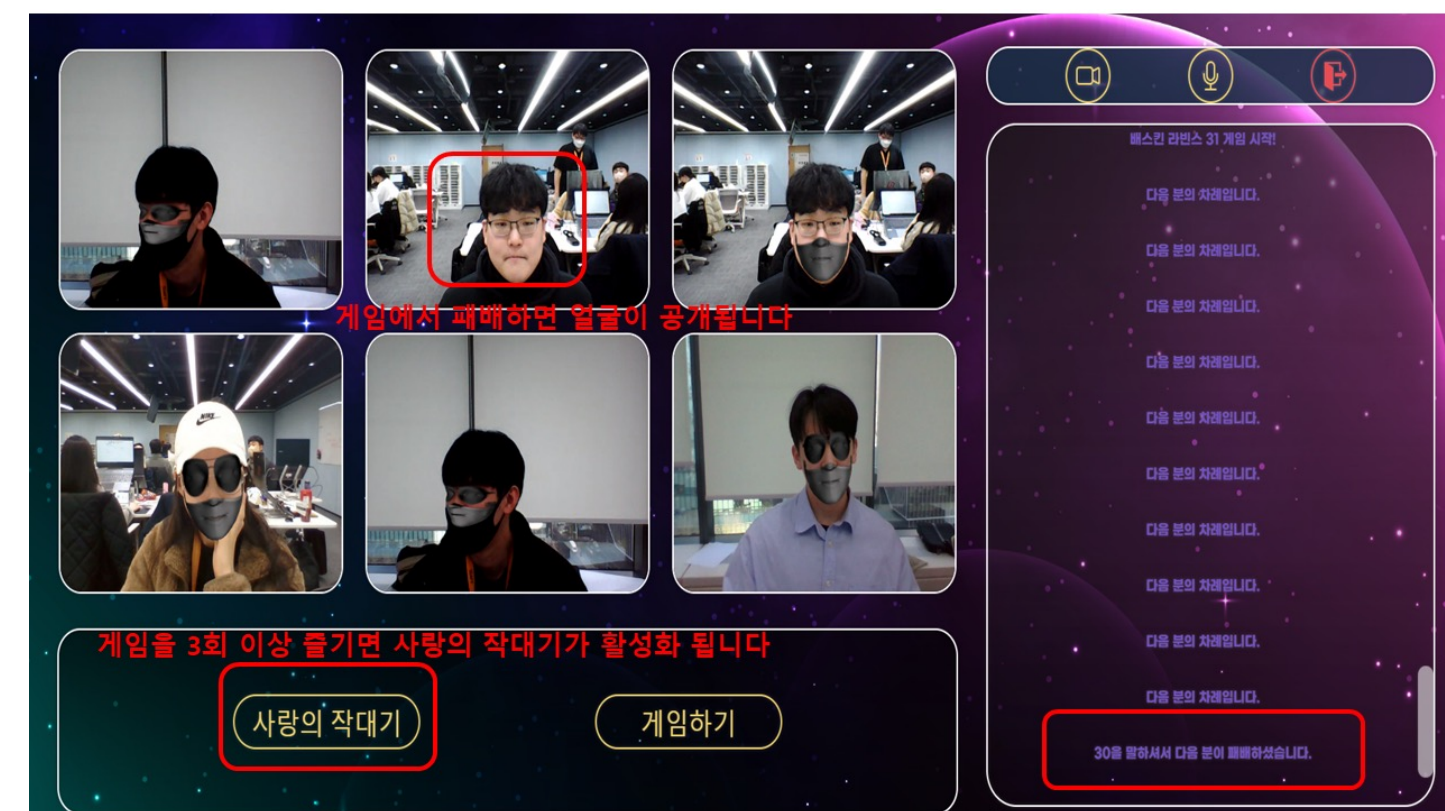 배스킨 라빈스 31 게임 시작!
다음 분의 차례입니다.
다음 분의 차례입니다.
다음 분의 차례입니다.
다음 분의 차례입니다.
다음 분의 차례입니다.
다음 분의 차례입니다.
다음 분의 차례입니다.
다음 분의 차례입니다.
다음 분의 차례입니다.
다음 분의 차례입니다.
30을 말하셔서 다음 분이 패배하셨습니다.
게임에서 패배하면 얼굴이 공개됩니다
NIKE
게임을 3회 이상 즐기면 사랑의 작대기가 활성화 됩니다
사랑의 작대기
게임하기